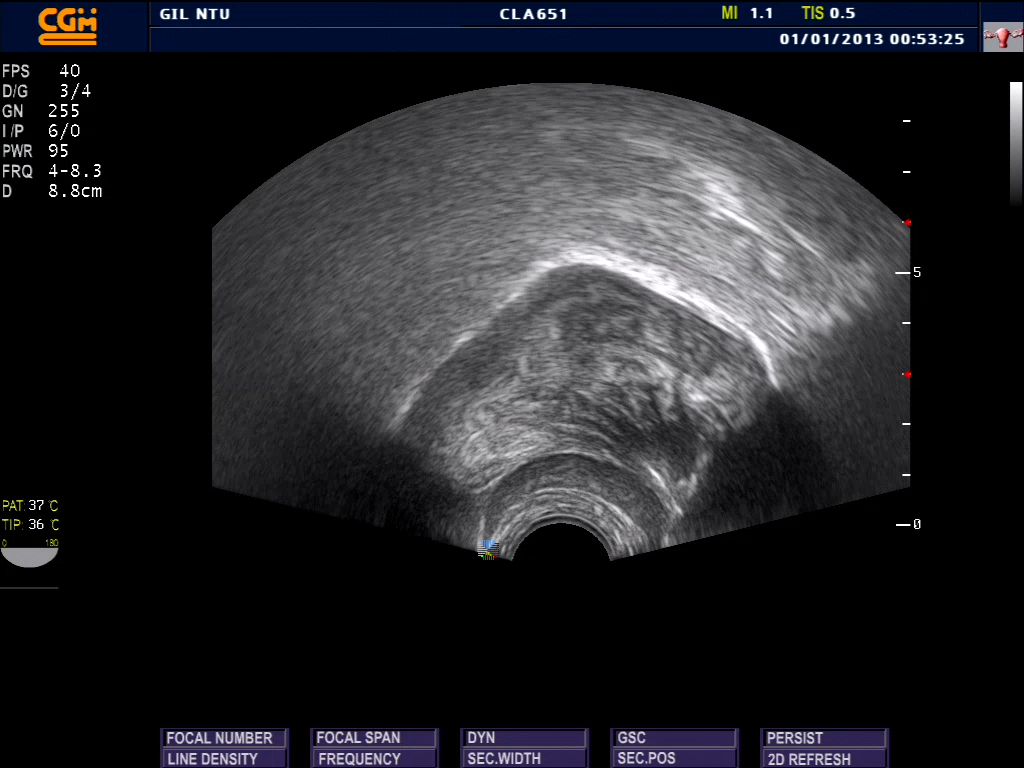 CGM
GIL NTU
CLA651
MI 1.1
TIS 0.5
01/01/2013 00:53:25
FPS 40
D/G 3/4
GN 255
I/P 6/0
PWR 95
FRQ 4-8.3
D 8.8cm
5
PAT: 37 °C
TIP: 36 °C
0 180
0
FOCAL NUMBER
FOCAL SPAN
DYN
GSC
PERSIST
LINE DENSITY
FREQUENCY
SEC.WIDTH
SEC.POS
2D REFRESH